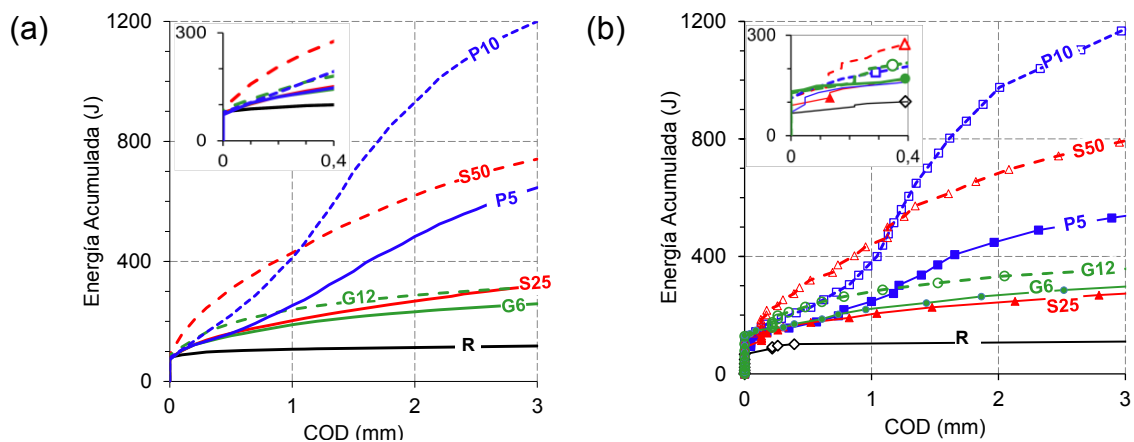 (a)
Energía Acumulada (J)
1200
800
400
0
0
1
2
3
COD (mm)
300
0
0
0,4
P10
S50
P5
S25
G12
G6
R
(b)
Energía Acumulada (J)
1200
800
400
0
0
1
2
3
COD (mm)
300
0
0
0,4
P10
S50
P5
G12
G6
S25
R